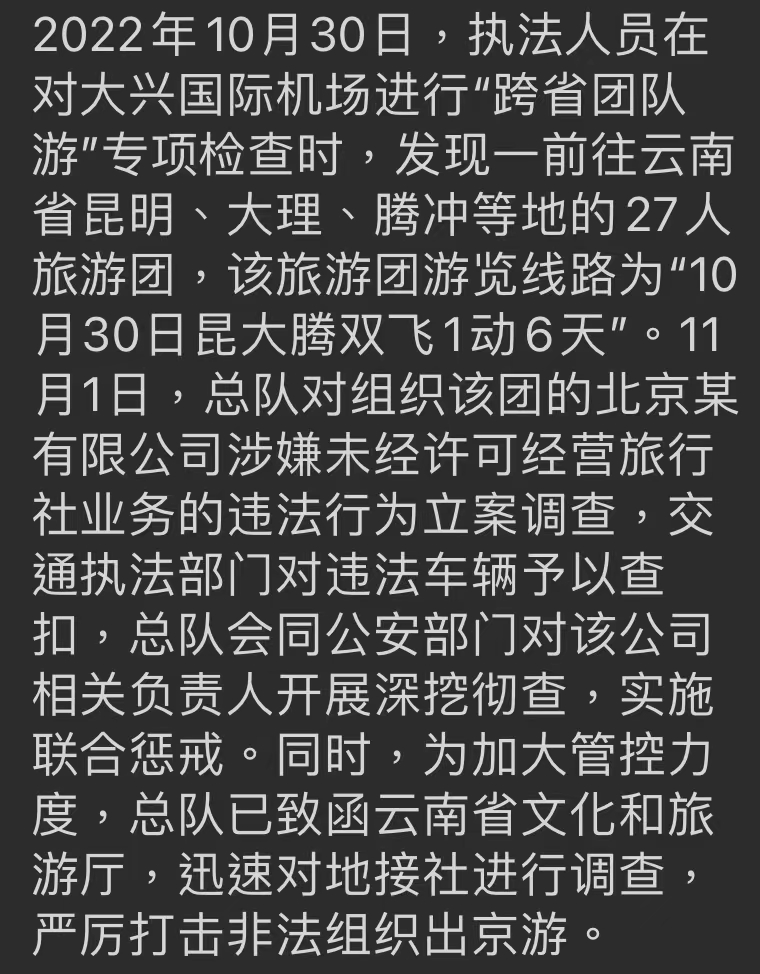 2022年10月30日，执法人员在
对大兴国际机场进行“跨省团队
游”专项检查时，发现一前往云南
省昆明、大理、腾冲等地的27人
旅游团，该旅游团游览线路为“10
月30日昆大腾双飞1动6天”。11
月1日，总队对组织该团的北京某
有限公司涉嫌未经许可经营旅行
社业务的违法行为立案调查，交
通执法部门对违法车辆予以查
扣，总队会同公安部门对该公司
相关负责人开展深挖彻查，实施
联合惩戒。同时，为加大管控力
度，总队已致函云南省文化和旅
游厅，迅速对地接社进行调查，
严厉打击非法组织出京游。